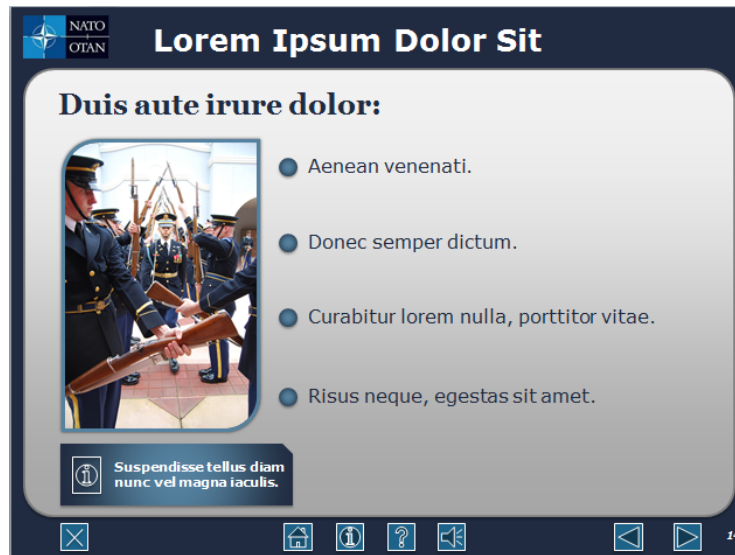 NATO
OTAN
Lorem Ipsum Dolor Sit
Duis aute irure dolor:
Aenean venenati.
Donec semper dictum.
Curabitur lorem nulla, porttitor vitae.
Risus neque, egestas sit amet.
Suspendisse tellus diam
nunc vel magna iaculis.